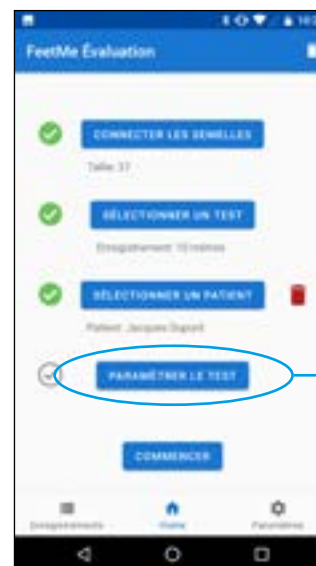 FeetMe Évaluation
CONNECTER LES SEMELLES
Taille: 37
SÉLECTIONNER UN TEST
Enregistrement: 10 mètres
SÉLECTIONNER UN PATIENT
Patient: Jacques
PARAMÉTRER LE TEST
COMMENCER
Enregistrements
Home
Paramètres